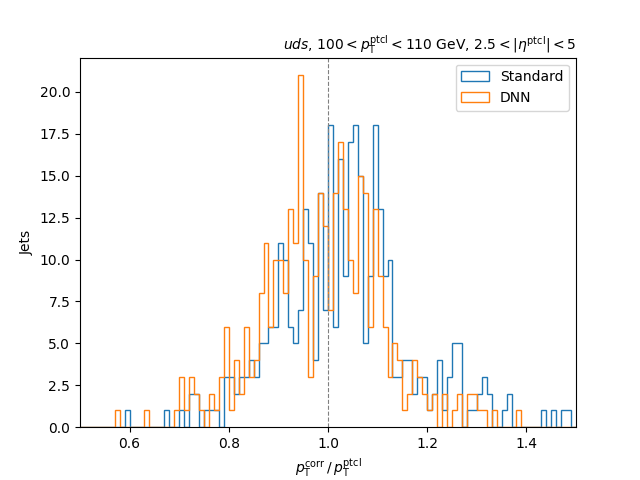 uds, 100 < p_T^ptcl < 110 GeV, 2.5 < |η^ptcl| < 5
Standard
DNN
20.0
17.5
15.0
12.5
10.0
7.5
5.0
2.5
0.0
Jets
0.6 0.8 1.0 1.2 1.4
p_T^corr / p_T^ptcl